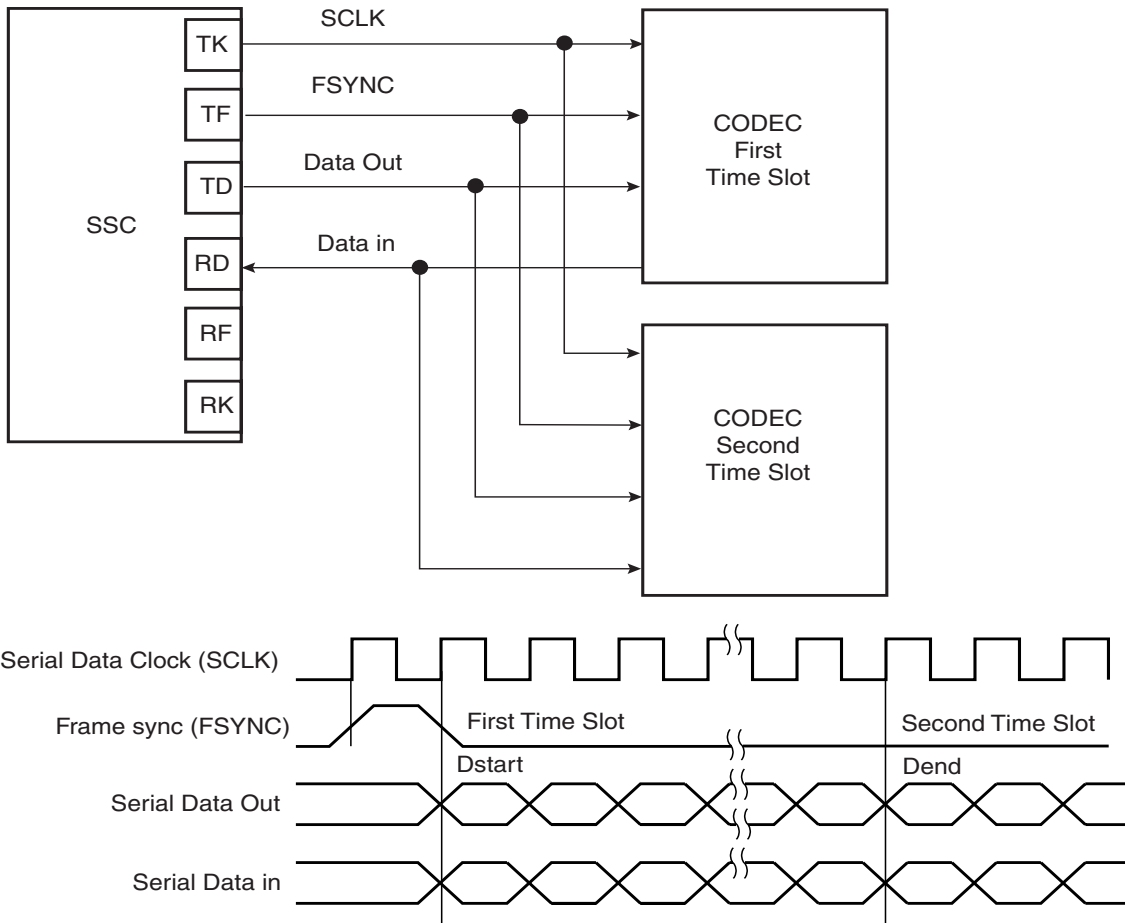 SCLK
TK
FSYNC
TF
CODEC
First
Time Slot
Data Out
TD
SSC
Data in
RD
RF
RK
CODEC
Second
Time Slot
Serial Data Clock (SCLK)
Frame sync (FSYNC)
First Time Slot
Second Time Slot
Dstart
Dend
Serial Data Out
Serial Data in